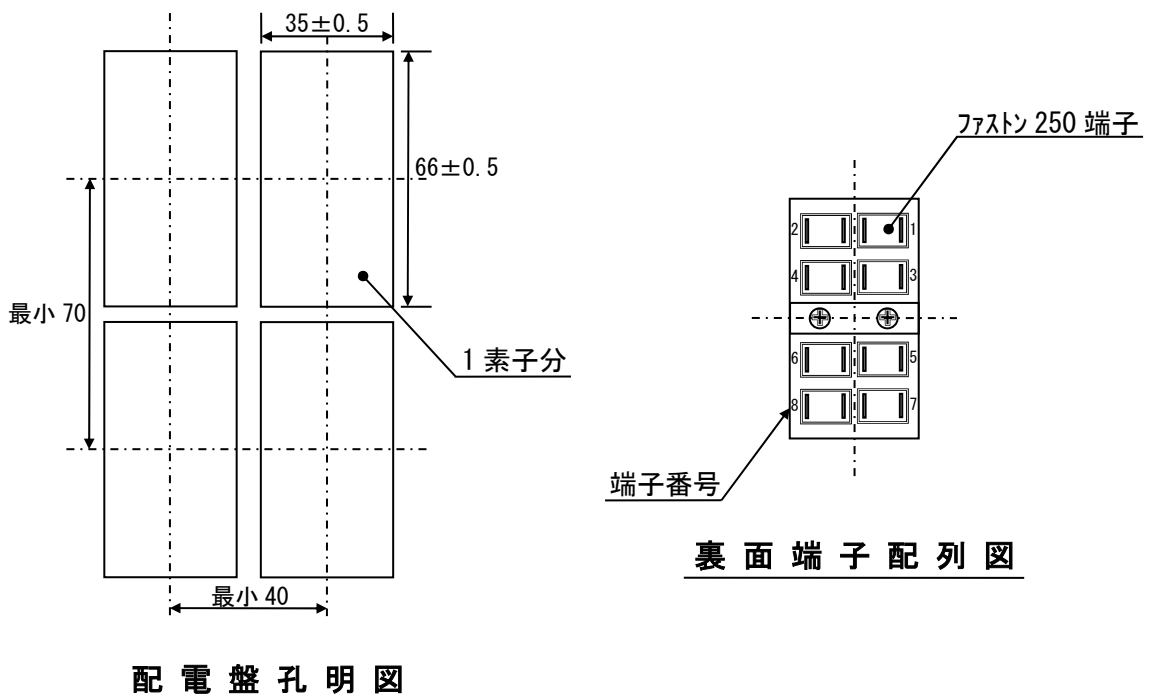 35±0.5
66±0.5
最小 70
1 素子分
最小 40
配電盤孔明図
ﾌｧｽﾄﾝ 250 端子
2 1
4 3
6 5
8 7
端子番号
裏面端子配列図